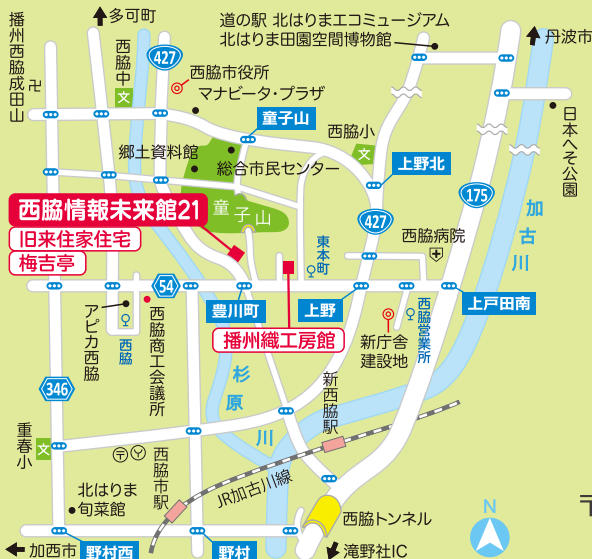 多可町
道の駅 北はりまエコミュージアム
北はりま田園空間博物館
丹波市
播州西脇成田山
卍
西脇中
文
427
西脇市役所
マナビータ・プラザ
童子山
西脇小
文
日本へそ公園
郷土資料館
総合市民センター
上野北
175
加古川
童子山
西脇情報未来館21
旧来住家住宅
梅吉亭
427
西脇病院
東本町
54
豊川町
上野
上戸田南
アピカ西脇
西脇
西脇商工会議所
播州織工房館
新庁舎
建設地
西脇営業所
346
杉原川
新西脇駅
重春小
文
西脇市駅
北はりま
旬菜館
JR加古川線
西脇トンネル
加西市
野村西
野村
滝野社IC
N
〒